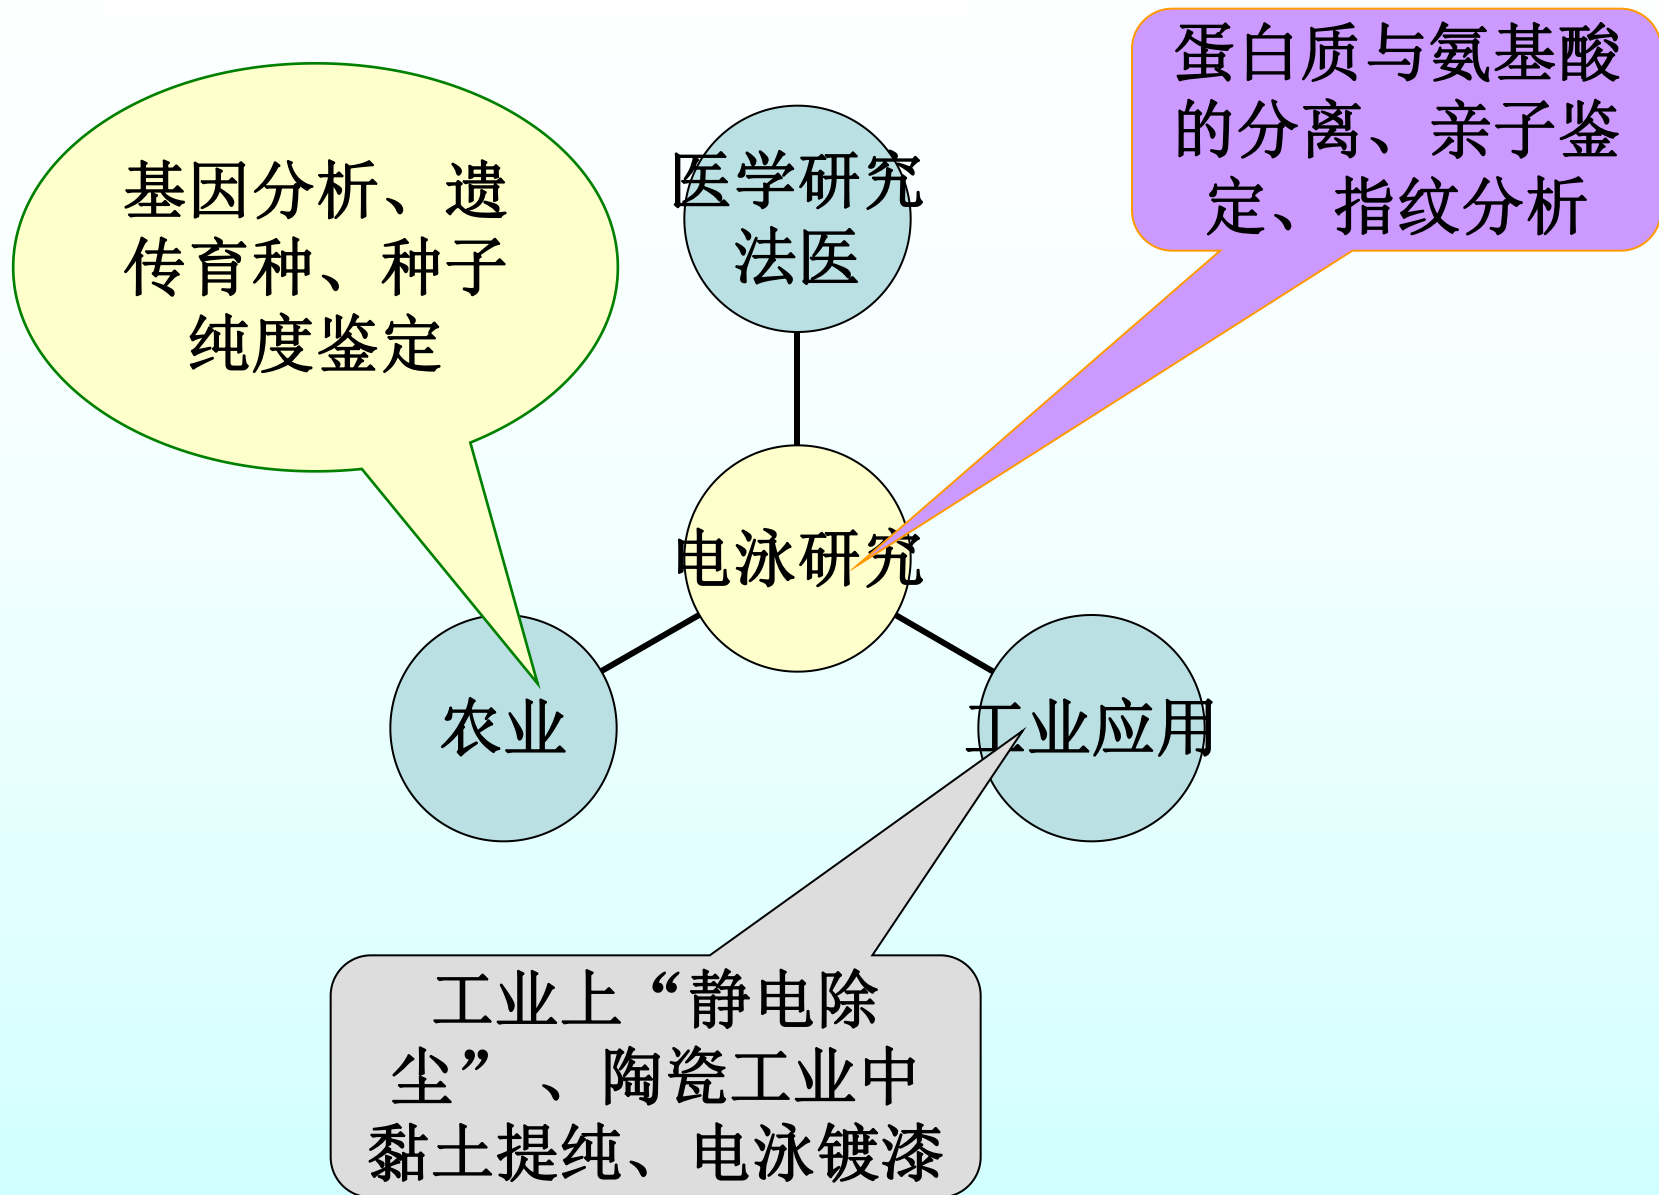 蛋白质与氨基酸
的分离、亲子鉴
定、指纹分析
基因分析、遗
传育种、种子
纯度鉴定
医学研究
法医
电泳研究
农业
工业应用
工业上“静电除
尘”、陶瓷工业中
黏土提纯、电泳镀漆